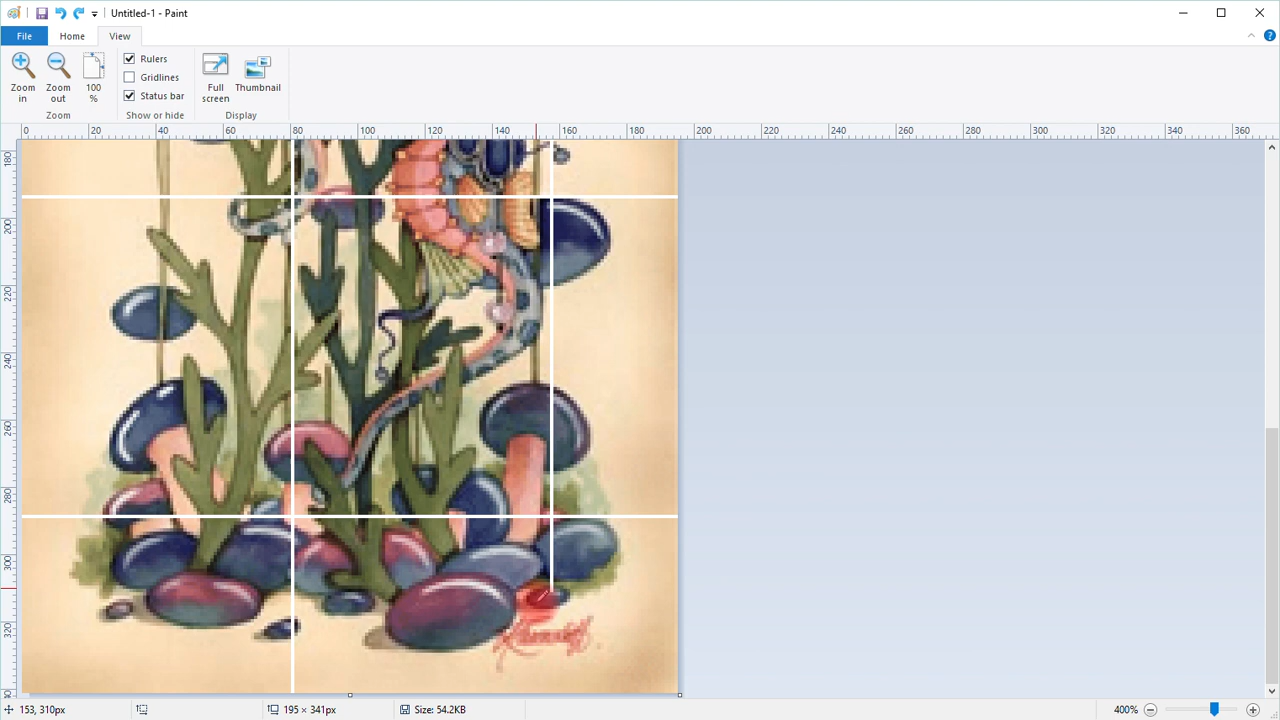 Untitled-1 - Paint
File Home View
Zoom in
Zoom out
100 %
Rulers
Gridlines
Status bar
Full screen
Thumbnail
Zoom
Show or hide
Display
0 20 40 60 80 100 120 140 160 180 200 220 240 260 280 300 320 340 360
180
200
220
240
260
280
300
320
153, 310px
195 × 341px
Size: 54.2KB
400%